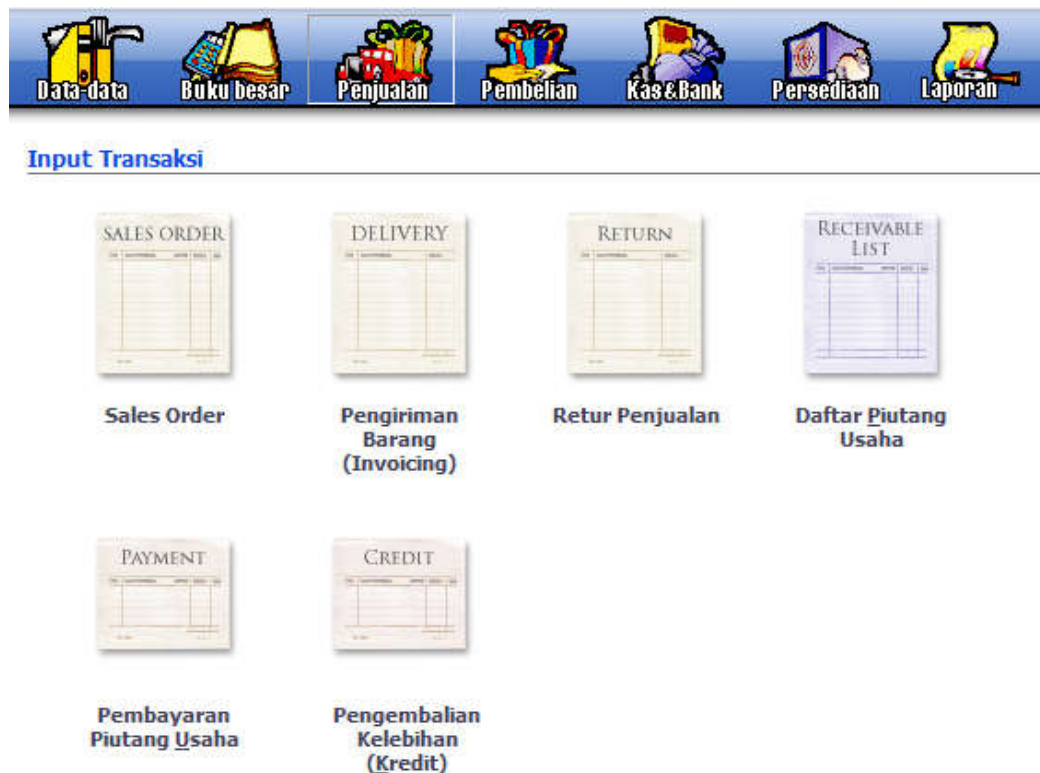 Data-data Buku besar Penjualan Pembelian Kas&Bank Persediaan Laporan
Input Transaksi
SALES ORDER DELIVERY RETURN RECEIVABLE
LIST
Sales Order Pengiriman Retur Penjualan Daftar Piutang
Barang Usaha
(Invoicing)
PAYMENT CREDIT
Pembayaran Pengembalian
Piutang Usaha Kelebihan
(Kredit)